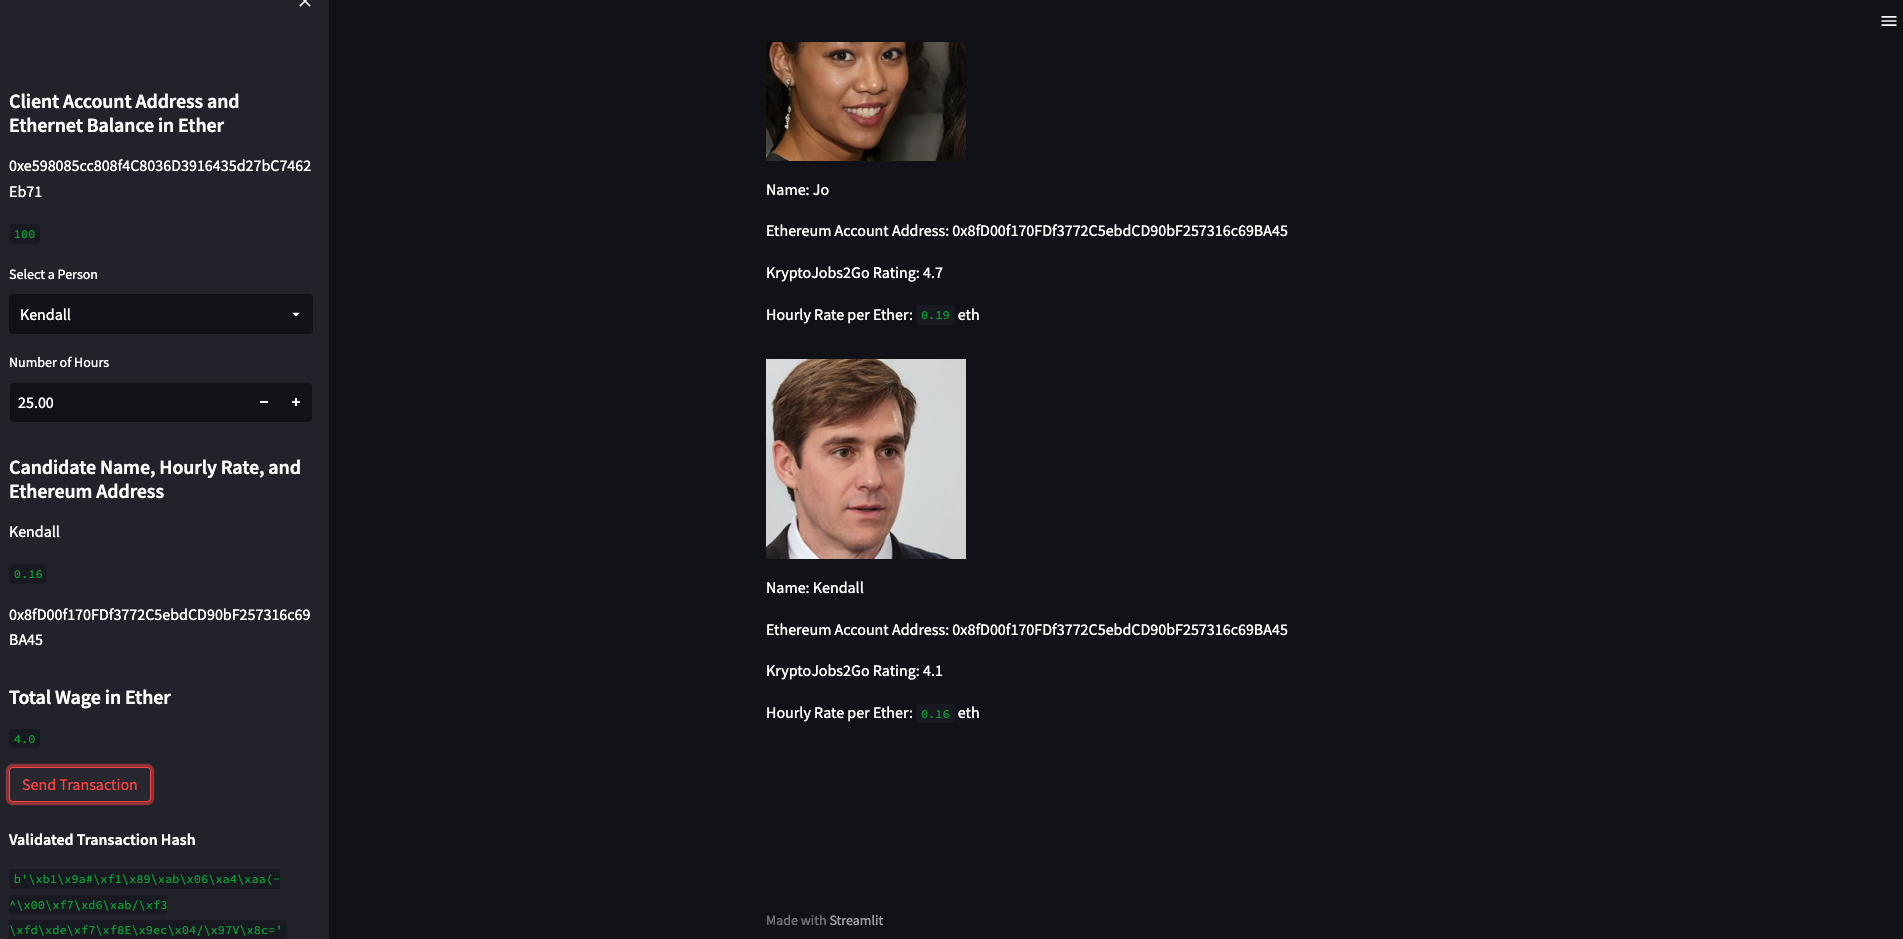 Client Account Address and
Ethernet Balance in Ether
0xe598085cc808f4C8036D3916435d27bC7462
Eb71
100
Select a Person
Kendall
Number of Hours
25.00
Candidate Name, Hourly Rate, and
Ethereum Address
Kendall
0.16
0x8fD00f170FDf3772C5ebdCD90bF257316c69
BA45
Total Wage in Ether
4.0
Send Transaction
Validated Transaction Hash
b'\xb1\x9a#\xf1\x89\xab\x06\xa4\xaa(-
^\x00\xf7\xd6\xab/\xf3
\xfd\xde\xf7\xf8E\x9ec\x04/\x97V\x8c='
Name: Jo
Ethereum Account Address: 0x8fD00f170FDf3772C5ebdCD90bF257316c69BA45
KryptoJobs2Go Rating: 4.7
Hourly Rate per Ether: 0.19 eth
Name: Kendall
Ethereum Account Address: 0x8fD00f170FDf3772C5ebdCD90bF257316c69BA45
KryptoJobs2Go Rating: 4.1
Hourly Rate per Ether: 0.16 eth
Made with Streamlit